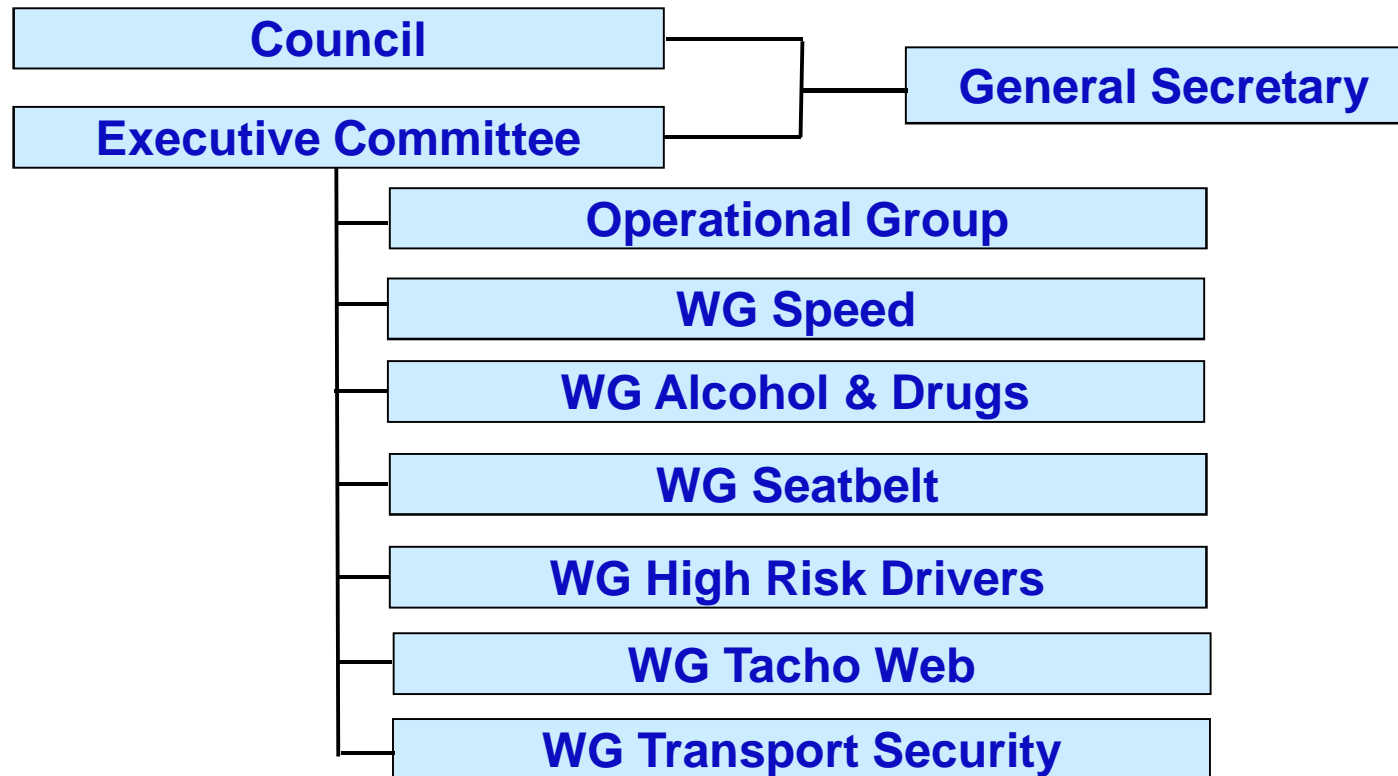 Council
General Secretary
Executive Committee
Operational Group
WG Speed
WG Alcohol & Drugs
WG Seatbelt
WG High Risk Drivers
WG Tacho Web
WG Transport Security